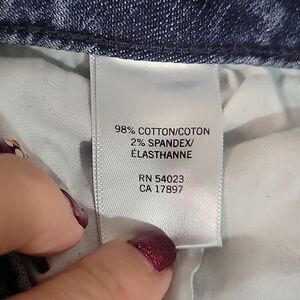 98% COTTON/COTON
2% SPANDEX/
ÉLASTHANNE
RN 54023
CA 17897